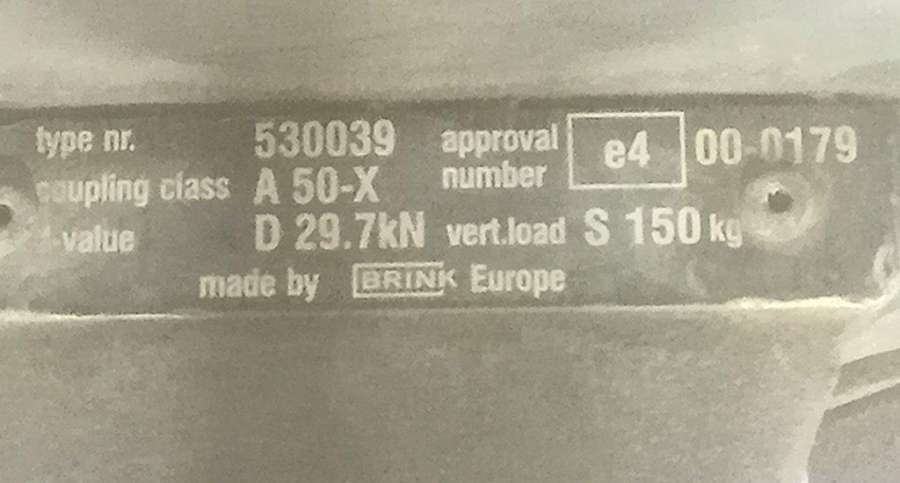 type nr. 530039 approval number e4 00-0179
coupling class A 50-X
d-value D 29.7kN vert.load S 150 kg
made by BRINK Europe